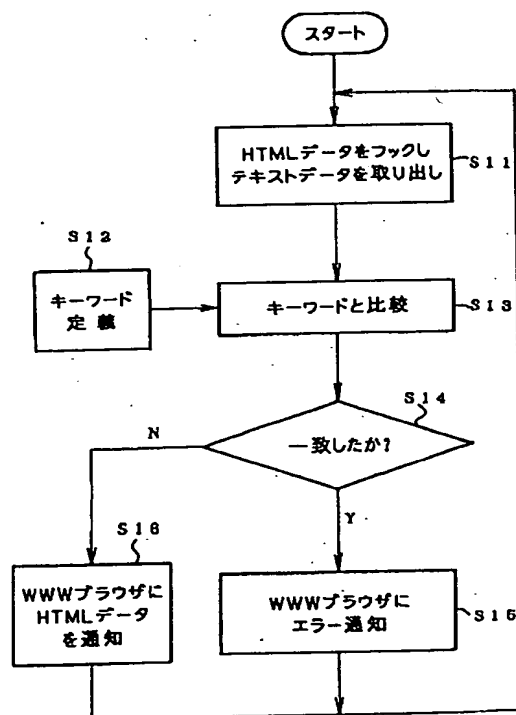 スタート
HTMLデータをフックし
テキストデータを取り出し
S11
S12
キーワード
定義
キーワードと比較
S13
S14
一致したか?
N
Y
S16
WWWブラウザに
HTMLデータ
を通知
WWWブラウザに
エラー通知
S15